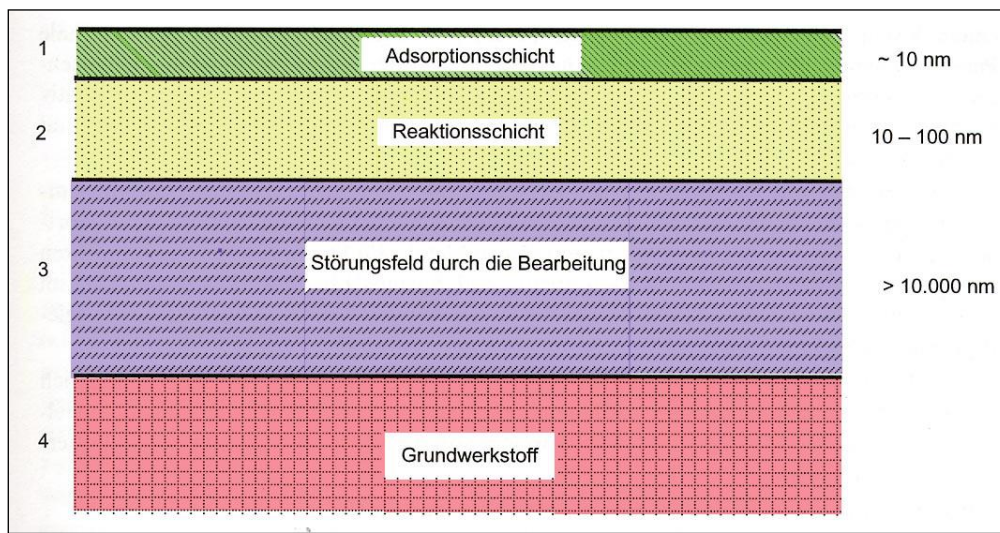 1
Adsorptionsschicht
~ 10 nm
2
Reaktionsschicht
10 – 100 nm
3
Störungsfeld durch die Bearbeitung
> 10.000 nm
4
Grundwerkstoff